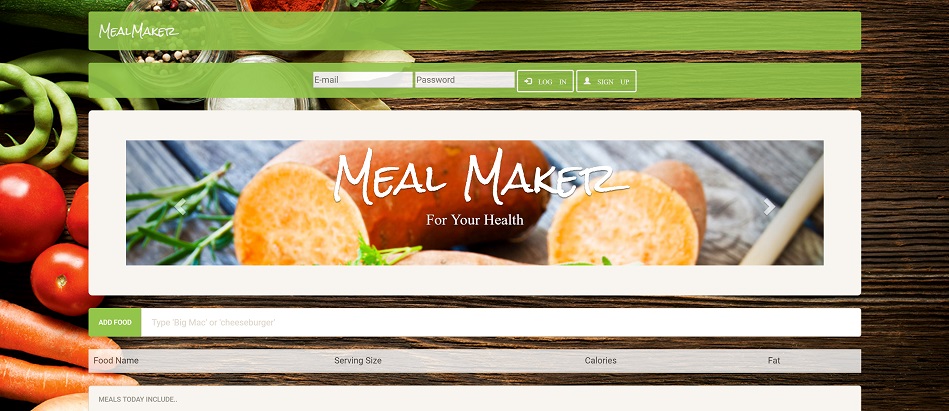 MealMaker
E-mail Password LOG IN SIGN UP
Meal Maker
For Your Health
ADD FOOD Type 'Big Mac' or 'cheeseburger'
Food Name Serving Size Calories Fat
MEALS TODAY INCLUDE..